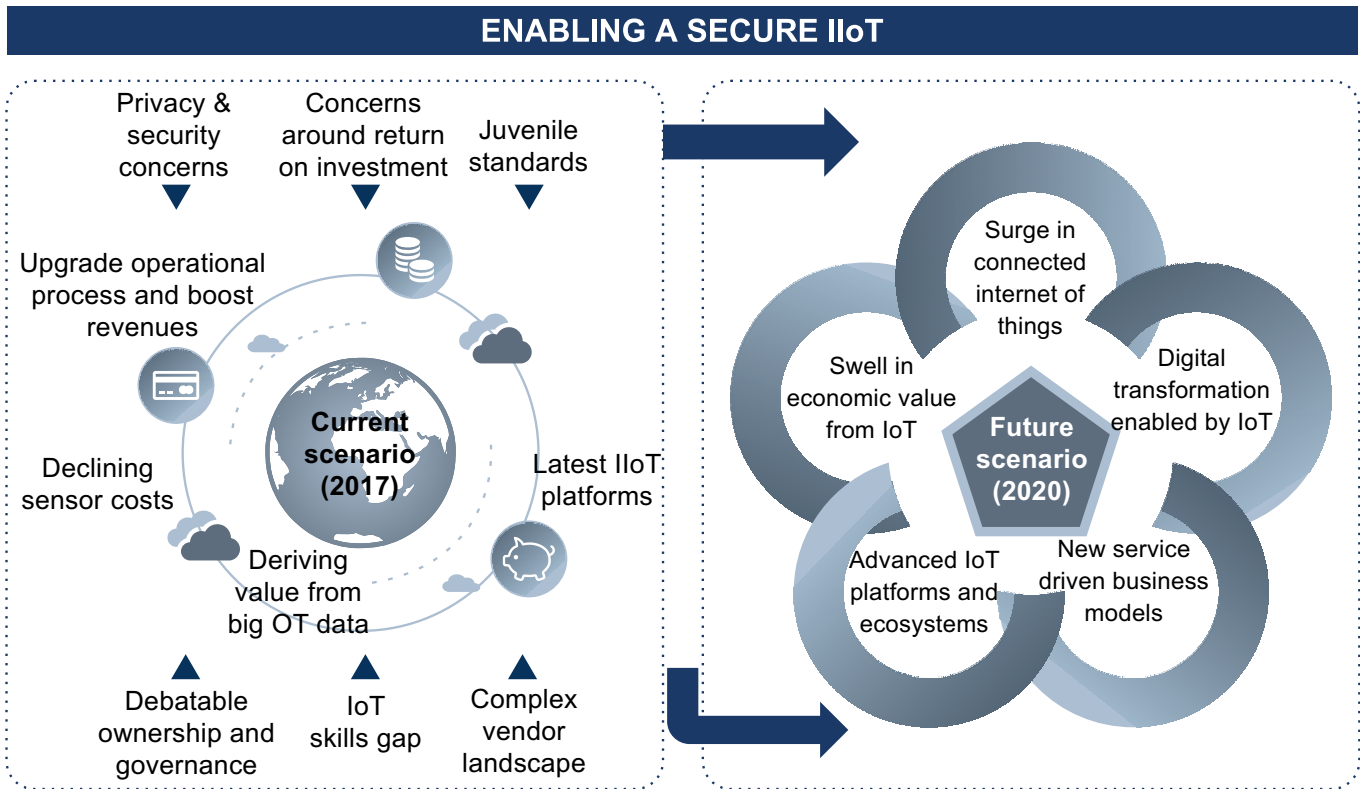 ENABLING A SECURE IIoT
Privacy &
security
concerns
Concerns
around return
on investment
Juvenile
standards
Upgrade operational
process and boost
revenues
Declining
sensor costs
Current
scenario
(2017)
Latest IIoT
platforms
Deriving
value from
big OT data
Debatable
ownership and
governance
IoT
skills gap
Complex
vendor
landscape
Surge in
connected
internet of
things
Swell in
economic value
from IoT
Digital
transformation
enabled by IoT
Future
scenario
(2020)
Advanced IoT
platforms and
ecosystems
New service
driven business
models